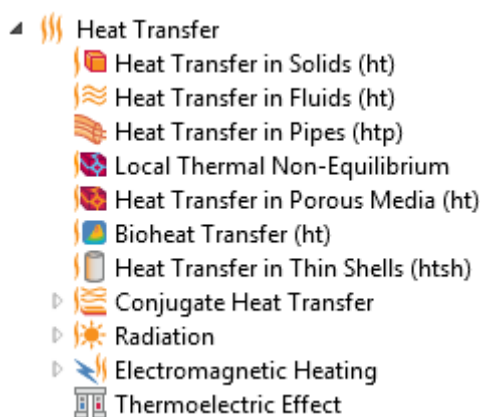 Heat Transfer
Heat Transfer in Solids (ht)
Heat Transfer in Fluids (ht)
Heat Transfer in Pipes (htp)
Local Thermal Non-Equilibrium
Heat Transfer in Porous Media (ht)
Bioheat Transfer (ht)
Heat Transfer in Thin Shells (htsh)
Conjugate Heat Transfer
Radiation
Electromagnetic Heating
Thermoelectric Effect